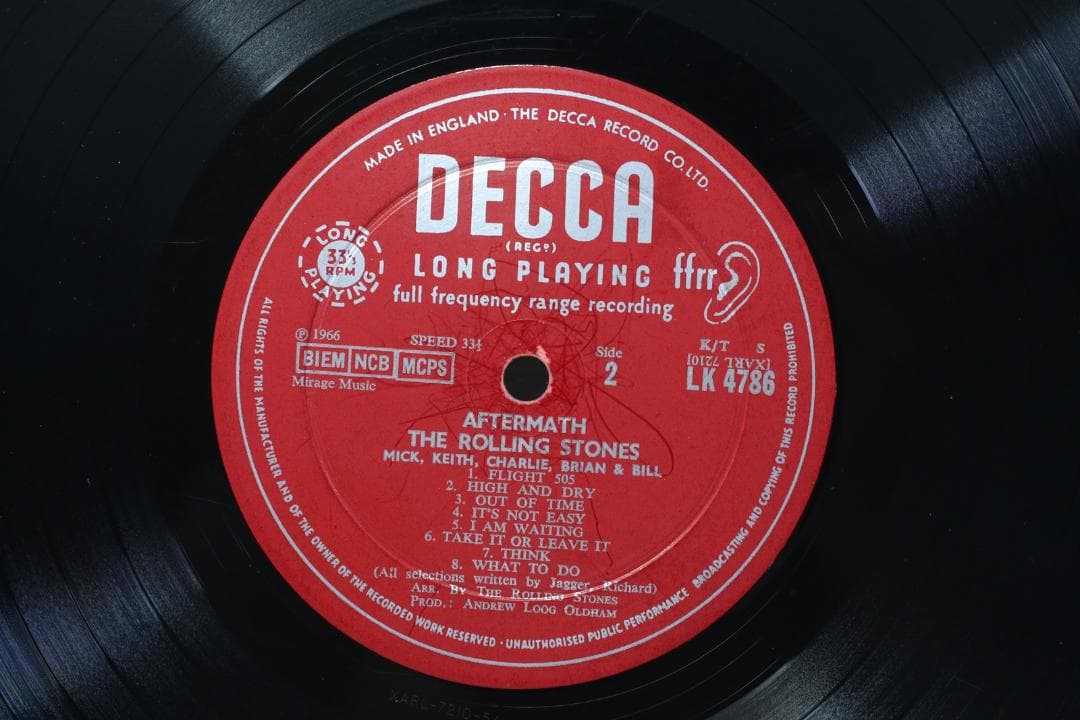 MADE IN ENGLAND · THE DECCA RECORD CO. LTD.
DECCA
(REGD)
LONG PLAYING
ffrr
full frequency range recording
LONG
33⅓
RPM
PLAYING
℗ 1966
SPEED 33⅓
BIEM NCB MCPS
Mirage Music
Side
2
S
T/K
[XARL 7210]
LK 4786
AFTERMATH
THE ROLLING STONES
MICK, KEITH, CHARLIE, BRIAN & BILL
1. FLIGHT 505
2. HIGH AND DRY
3. OUT OF TIME
4. IT'S NOT EASY
5. I AM WAITING
6. TAKE IT OR LEAVE IT
7. THINK
8. WHAT TO DO
(All selections written by Jagger, Richard)
Arr. By The Rolling Stones
Prod.: Andrew Loog Oldham
ALL RIGHTS OF THE MANUFACTURER AND OF THE OWNER OF THE RECORDED WORK RESERVED · UNAUTHORISED PUBLIC PERFORMANCE BROADCASTING AND COPYING OF THIS RECORD PROHIBITED